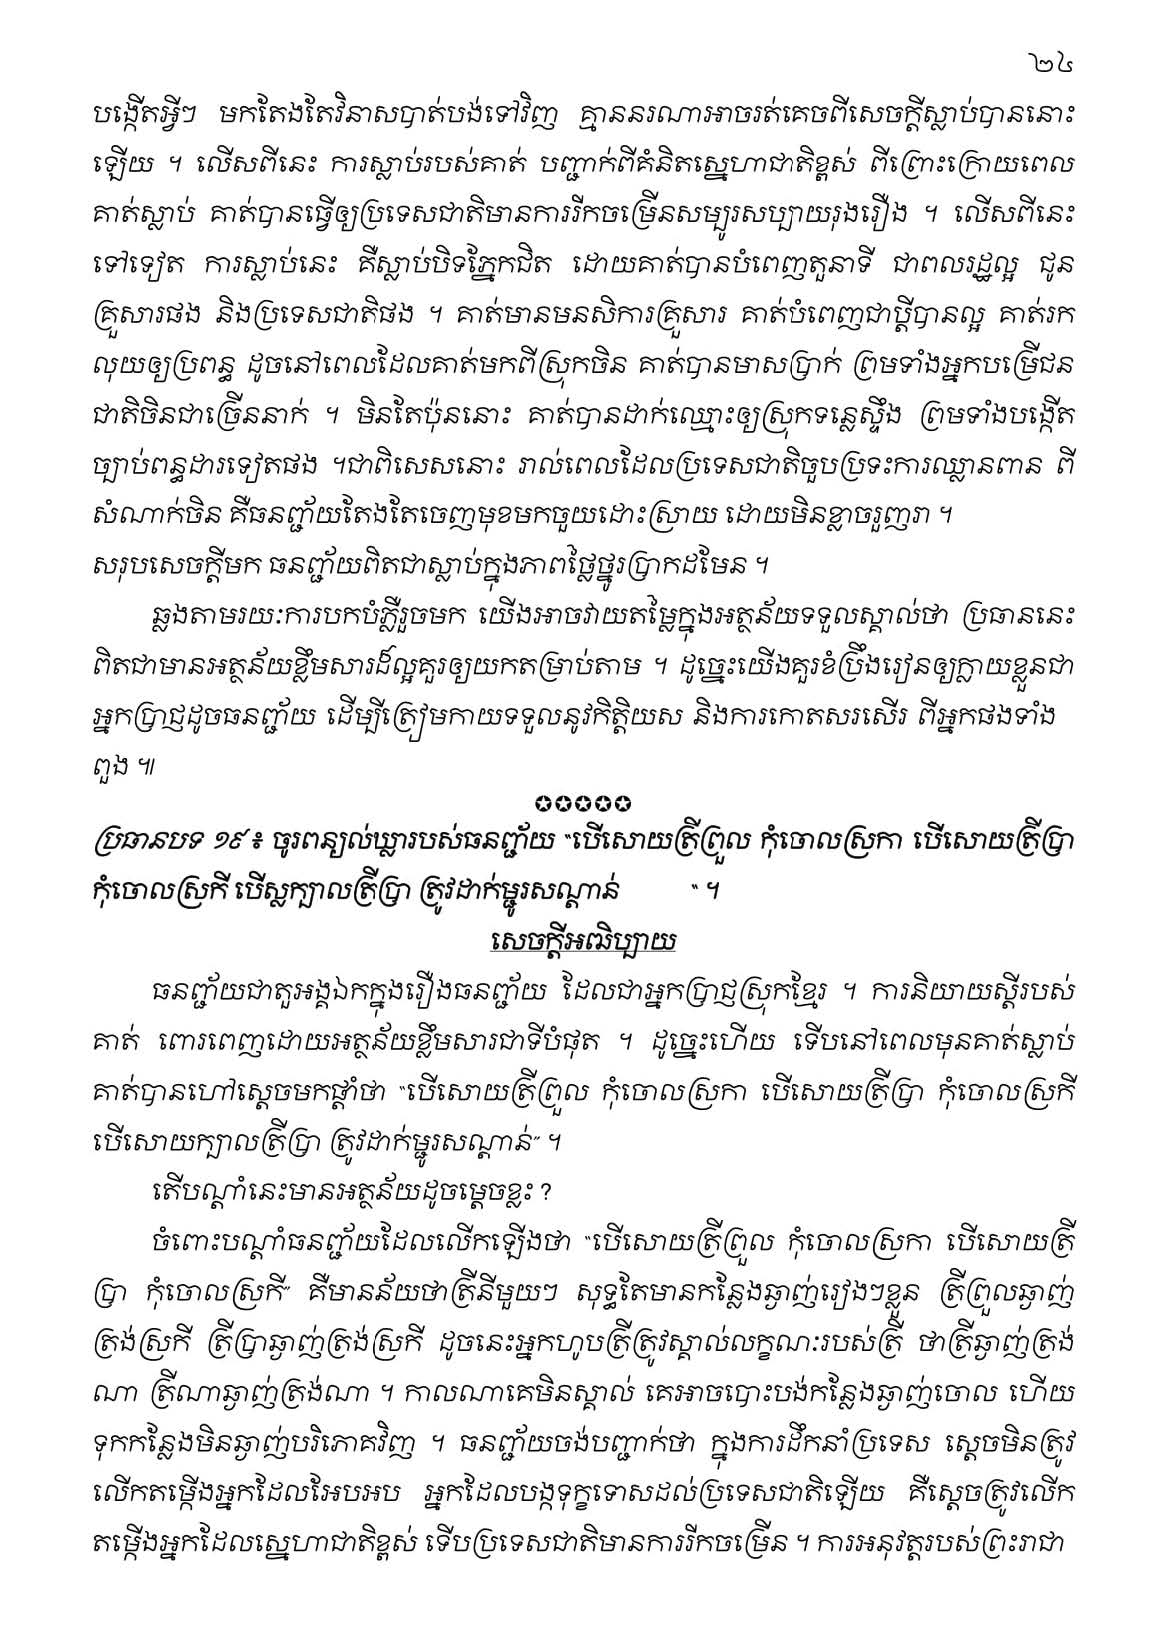 ២៤
បង្កើតអ្វីៗ មកតែងតែវិនាសបាត់បង់ទៅវិញ គ្មាននរណាអាចរត់គេចពីសេចក្តីស្លាប់បាននោះ
ឡើយ ។ លើសពីនេះ ការស្លាប់របស់គាត់ បញ្ជាក់ពីគំនិតស្នេហាជាតិខ្ពស់ ពីព្រោះក្រោយពេល
គាត់ស្លាប់ គាត់បានធ្វើឲ្យប្រទេសជាតិមានការរីកចម្រើនសម្បូរសប្បាយរុងរឿង ។ លើសពីនេះ
ទៅទៀត ការស្លាប់នេះ គឺស្លាប់បិទភ្នែកជិត ដោយគាត់បានបំពេញតួនាទី ជាពលរដ្ឋល្អ ជូន
គ្រួសារផង និងប្រទេសជាតិផង ។ គាត់មានមនសិការគ្រួសារ គាត់បំពេញជាប្តីបានល្អ គាត់រក
លុយឲ្យប្រពន្ធ ដូចនៅពេលដែលគាត់មកពីស្រុកចិន គាត់បានមាសប្រាក់ ព្រមទាំងអ្នកបម្រើជន
ជាតិចិនជាច្រើននាក់ ។ មិនតែប៉ុននោះ គាត់បានដាក់ឈ្មោះឲ្យស្រុកទន្លេស្ទឹង ព្រមទាំងបង្កើត
ច្បាប់ពន្ធដារទៀតផង ។ជាពិសេសនោះ រាល់ពេលដែលប្រទេសជាតិចួបប្រទះការឈ្លានពាន ពី
សំណាក់ចិន គឺធនញ្ជ័យតែងតែចេញមុខមកចួយដោះស្រាយ ដោយមិនខ្លាចរួញរា ។
សរុបសេចក្តីមក ធនញ្ជ័យពិតជាស្លាប់ក្នុងភាពថ្លៃថ្នូរប្រាកដមែន ។
ឆ្លងតាមរយៈការបកបំភ្លឺរួចមក យើងអាចវាយតម្លៃក្នុងអត្ថន័យទទួលស្គាល់ថា ប្រធាននេះ
ពិតជាមានអត្ថន័យខ្លឹមសារដ៏ល្អគួរឲ្យយកតម្រាប់តាម ។ ដូច្នេះយើងគួរខំប្រឹងរៀនឲ្យក្លាយខ្លួនជា
អ្នកប្រាជ្ញដូចធនញ្ជ័យ ដើម្បីត្រៀមកាយទទួលនូវកិត្តិយស និងការកោតសរសើរ ពីអ្នកផងទាំង
ពួង ៕
✪✪✪✪✪
ប្រធានបទ ១៩ ៖ ចូរពន្យល់ឃ្លារបស់ធនញ្ជ័យ “បើសោយត្រីព្រួល កុំចោលស្រកា បើសោយត្រីប្រា
កុំចោលស្រកី បើស្លក្បាលត្រីប្រា ត្រូវដាក់ម្ជូរសណ្តាន់ “ ។
សេចក្តីអធិប្បាយ
ធនញ្ជ័យជាតួអង្គឯកក្នុងរឿងធនញ្ជ័យ ដែលជាអ្នកប្រាជ្ញស្រុកខ្មែរ ។ ការនិយាយស្តីរបស់
គាត់ ពោរពេញដោយអត្ថន័យខ្លឹមសារជាទីបំផុត ។ ដូច្នេះហើយ ទើបនៅពេលមុនគាត់ស្លាប់
គាត់បានហៅស្តេចមកផ្តាំថា “បើសោយត្រីព្រួល កុំចោលស្រកា បើសោយត្រីប្រា កុំចោលស្រកី
បើសោយក្បាលត្រីប្រា ត្រូវដាក់ម្ជូរសណ្តាន់” ។
តើបណ្តាំនេះមានអត្ថន័យដូចម្តេចខ្លះ ?
ចំពោះបណ្តាំធនញ្ជ័យដែលលើកឡើងថា “បើសោយត្រីព្រួល កុំចោលស្រកា បើសោយត្រី
ប្រា កុំចោលស្រកី” គឺមានន័យថាត្រីនីមួយៗ សុទ្ធតែមានកន្លែងឆ្ងាញ់រៀងៗខ្លួន ត្រីព្រួលឆ្ងាញ់
ត្រង់ស្រកី ត្រីប្រាឆ្ងាញ់ត្រង់ស្រកី ដូចនេះអ្នកហូបត្រីត្រូវស្គាល់លក្ខណៈរបស់ត្រី ថាត្រីឆ្ងាញ់ត្រង់
ណា ត្រីណាឆ្ងាញ់ត្រង់ណា ។ កាលណាគេមិនស្គាល់ គេអាចបោះបង់កន្លែងឆ្ងាញ់ចោល ហើយ
ទុកកន្លែងមិនឆ្ងាញ់បរិភោគវិញ ។ ធនញ្ជ័យចង់បញ្ជាក់ថា ក្នុងការដឹកនាំប្រទេស ស្តេចមិនត្រូវ
លើកតម្កើងអ្នកដែលអែបអប អ្នកដែលបង្កទុក្ខទោសដល់ប្រទេសជាតិឡើយ គឺស្តេចត្រូវលើក
តម្កើងអ្នកដែលស្នេហាជាតិខ្ពស់ ទើបប្រទេសជាតិមានការរីកចម្រើន ។ ការអនុវត្តរបស់ព្រះរាជា